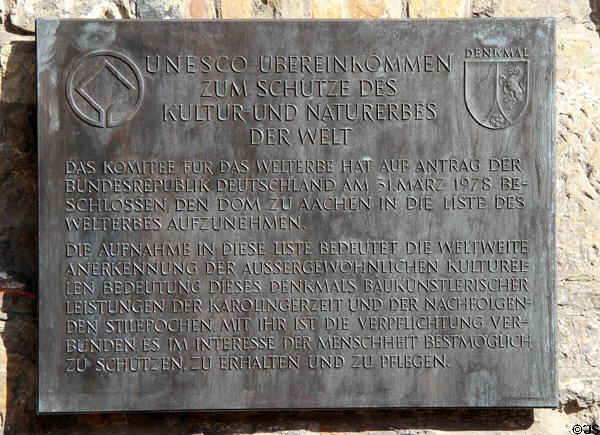 UNESCO-ÜBEREINKOMMEN
ZUM SCHUTZE DES
KULTUR-UND NATURERBES
DER WELT
DENKMAL
DAS KOMITEE FÜR DAS WELTERBE HAT AUF ANTRAG DER
BUNDESREPUBLIK DEUTSCHLAND AM 31.MÄRZ 1978 BE-
SCHLOSSEN, DEN DOM ZU AACHEN IN DIE LISTE DES
WELTERBES AUFZUNEHMEN.
DIE AUFNAHME IN DIESE LISTE BEDEUTET DIE WELTWEITE
ANERKENNUNG DER AUSSERGEWÖHNLICHEN KULTUREL-
LEN BEDEUTUNG DIESES DENKMALS BAUKÜNSTLERISCHER
LEISTUNGEN DER KAROLINGERZEIT UND DER NACHFOLGEN-
DEN STILEPOCHEN. MIT IHR IST DIE VERPFLICHTUNG VER-
BUNDEN, ES IM INTERESSE DER MENSCHHEIT BESTMÖGLICH
ZU SCHÜTZEN, ZU ERHALTEN UND ZU PFLEGEN.
©JS